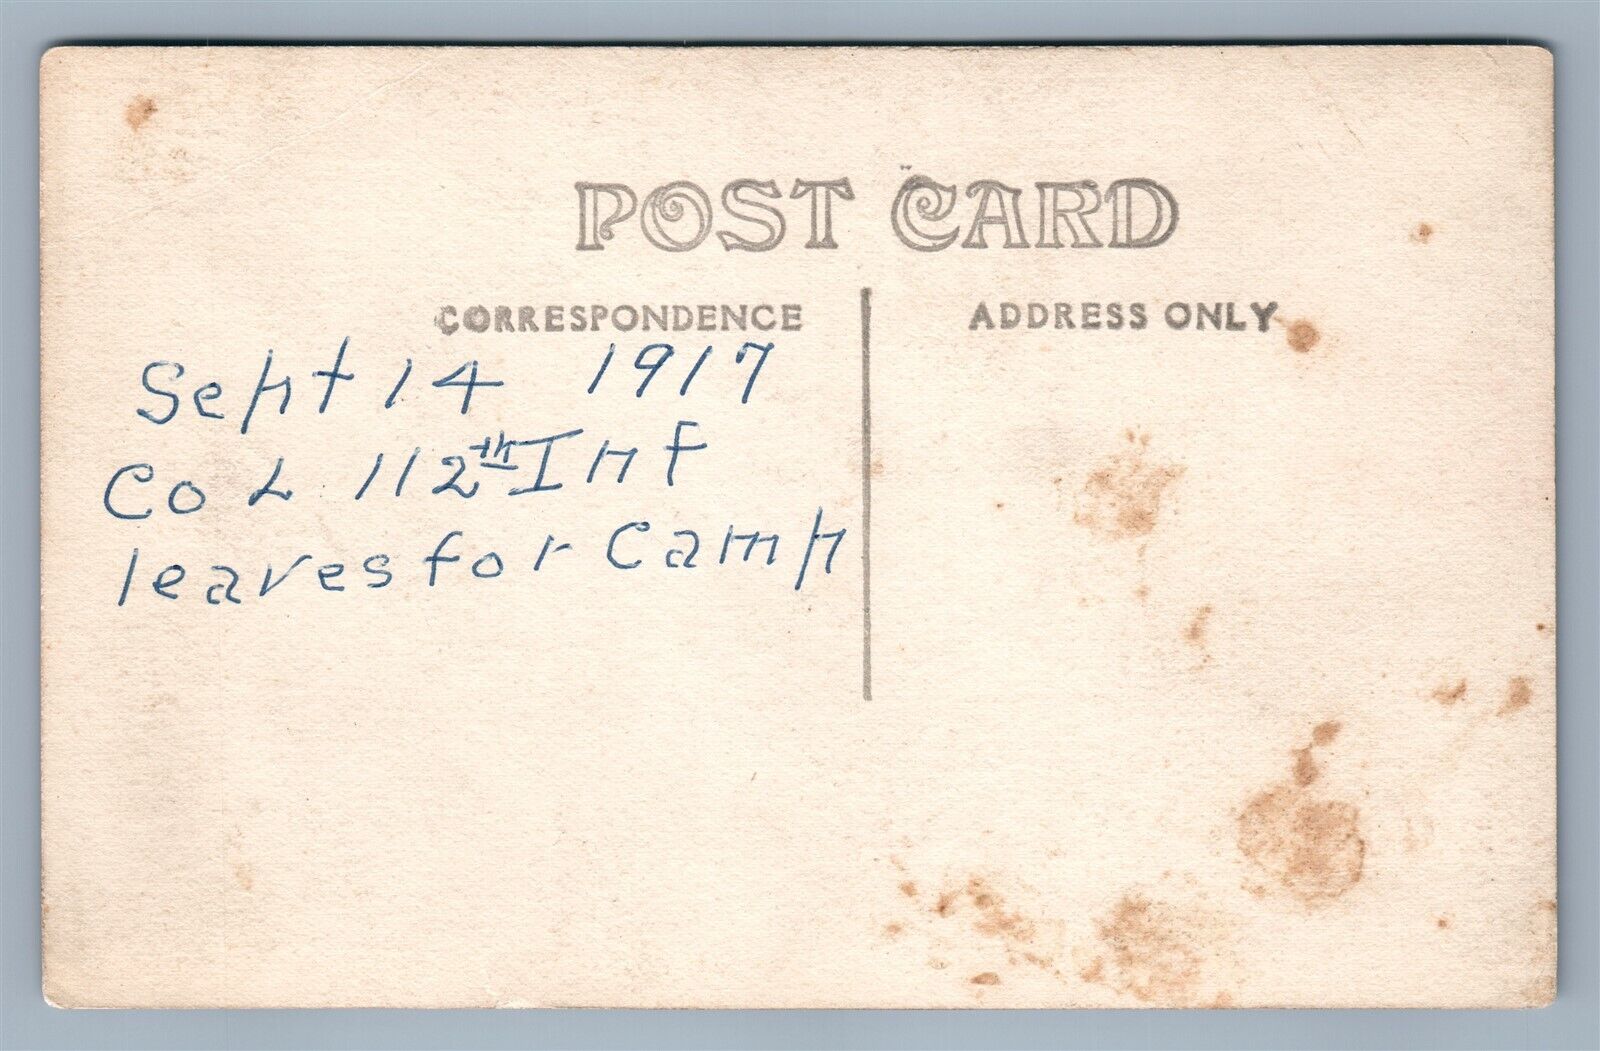 POST CARD
CORRESPONDENCE
ADDRESS ONLY
Sept 14 1917
Co L 112th Inf
leaves for Camp